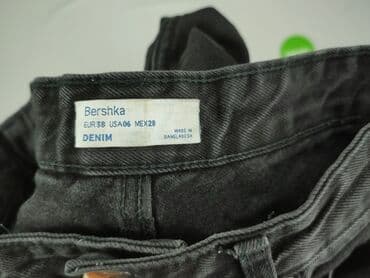 Bershka
EUR 38 USA 06 MEX 28
DENIM
MADE IN
BANGLADESH